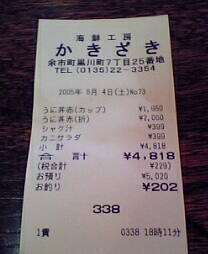 海鮮工房
かきざき
余市町黒川町7丁目25番地
TEL(0135)22-3354
2005年 6月 4日(土)No73
うに丼赤(カップ) ¥1,950
うに丼赤(折) ¥2,000
シャケ汁 ¥399
カニサラダ ¥399
小 計 ¥4,818
合 計 ¥4,818
(税合計 ¥229)
お預り ¥5,020
お釣り ¥202
338
1責 0338 18時11分